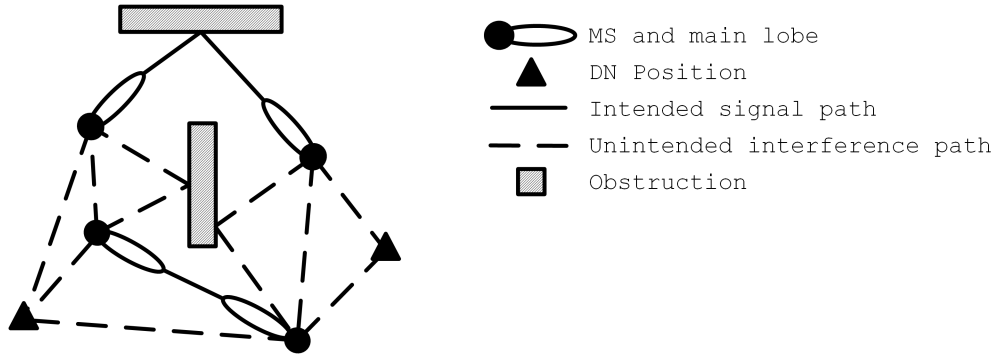 MS and main lobe
DN Position
Intended signal path
Unintended interference path
Obstruction